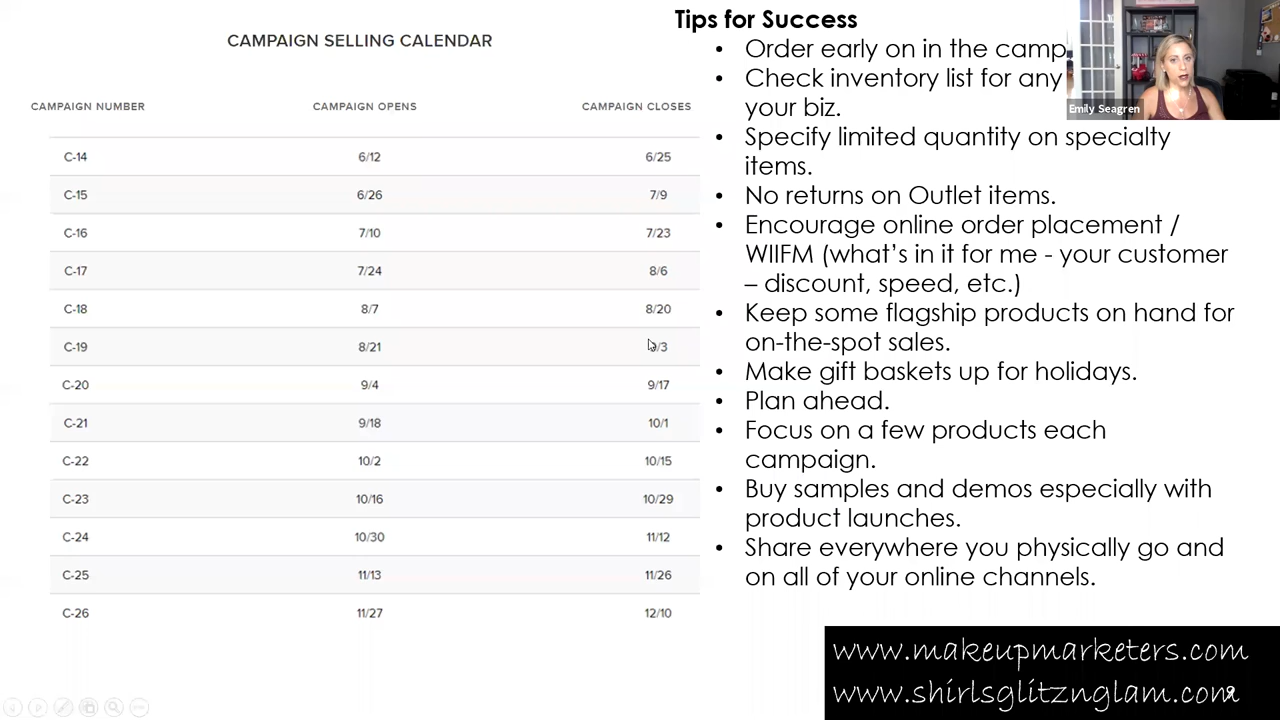 CAMPAIGN SELLING CALENDAR
CAMPAIGN NUMBER CAMPAIGN OPENS CAMPAIGN CLOSES
C-14 6/12 6/25
C-15 6/26 7/9
C-16 7/10 7/23
C-17 7/24 8/6
C-18 8/7 8/20
C-19 8/21 /3
C-20 9/4 9/17
C-21 9/18 10/1
C-22 10/2 10/15
C-23 10/16 10/29
C-24 10/30 11/12
C-25 11/13 11/26
C-26 11/27 12/10
Tips for Success
• Order early on in the camp
• Check inventory list for any
your biz.
• Specify limited quantity on specialty
items.
• No returns on Outlet items.
• Encourage online order placement /
WIIFM (what's in it for me - your customer
– discount, speed, etc.)
• Keep some flagship products on hand for
on-the-spot sales.
• Make gift baskets up for holidays.
• Plan ahead.
• Focus on a few products each
campaign.
• Buy samples and demos especially with
product launches.
• Share everywhere you physically go and
on all of your online channels.
Emily Seagren
www.makeupmarketers.com
www.shirlsglitznglam.com